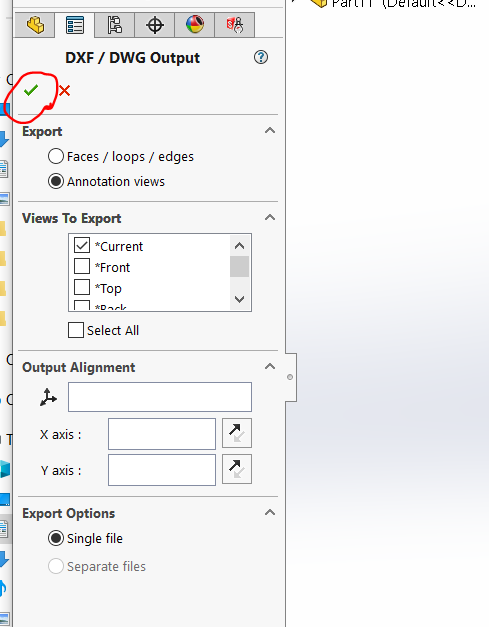 Part11 (Default<<D...
DXF / DWG Output
?
Export
Faces / loops / edges
Annotation views
Views To Export
*Current
*Front
*Top
*Back
Select All
Output Alignment
X axis :
Y axis :
Export Options
Single file
Separate files